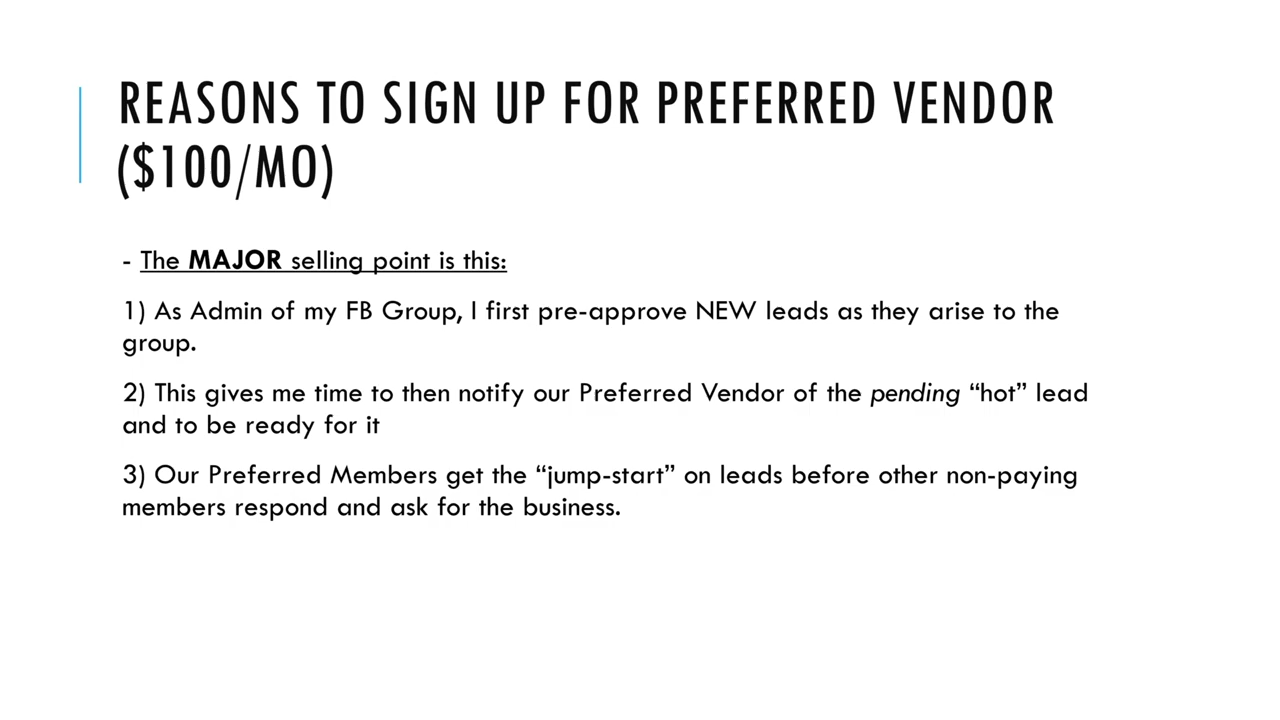 REASONS TO SIGN UP FOR PREFERRED VENDOR
($100/MO)
- The MAJOR selling point is this:
1) As Admin of my FB Group, I first pre-approve NEW leads as they arise to the
group.
2) This gives me time to then notify our Preferred Vendor of the pending “hot” lead
and to be ready for it
3) Our Preferred Members get the “jump-start” on leads before other non-paying
members respond and ask for the business.